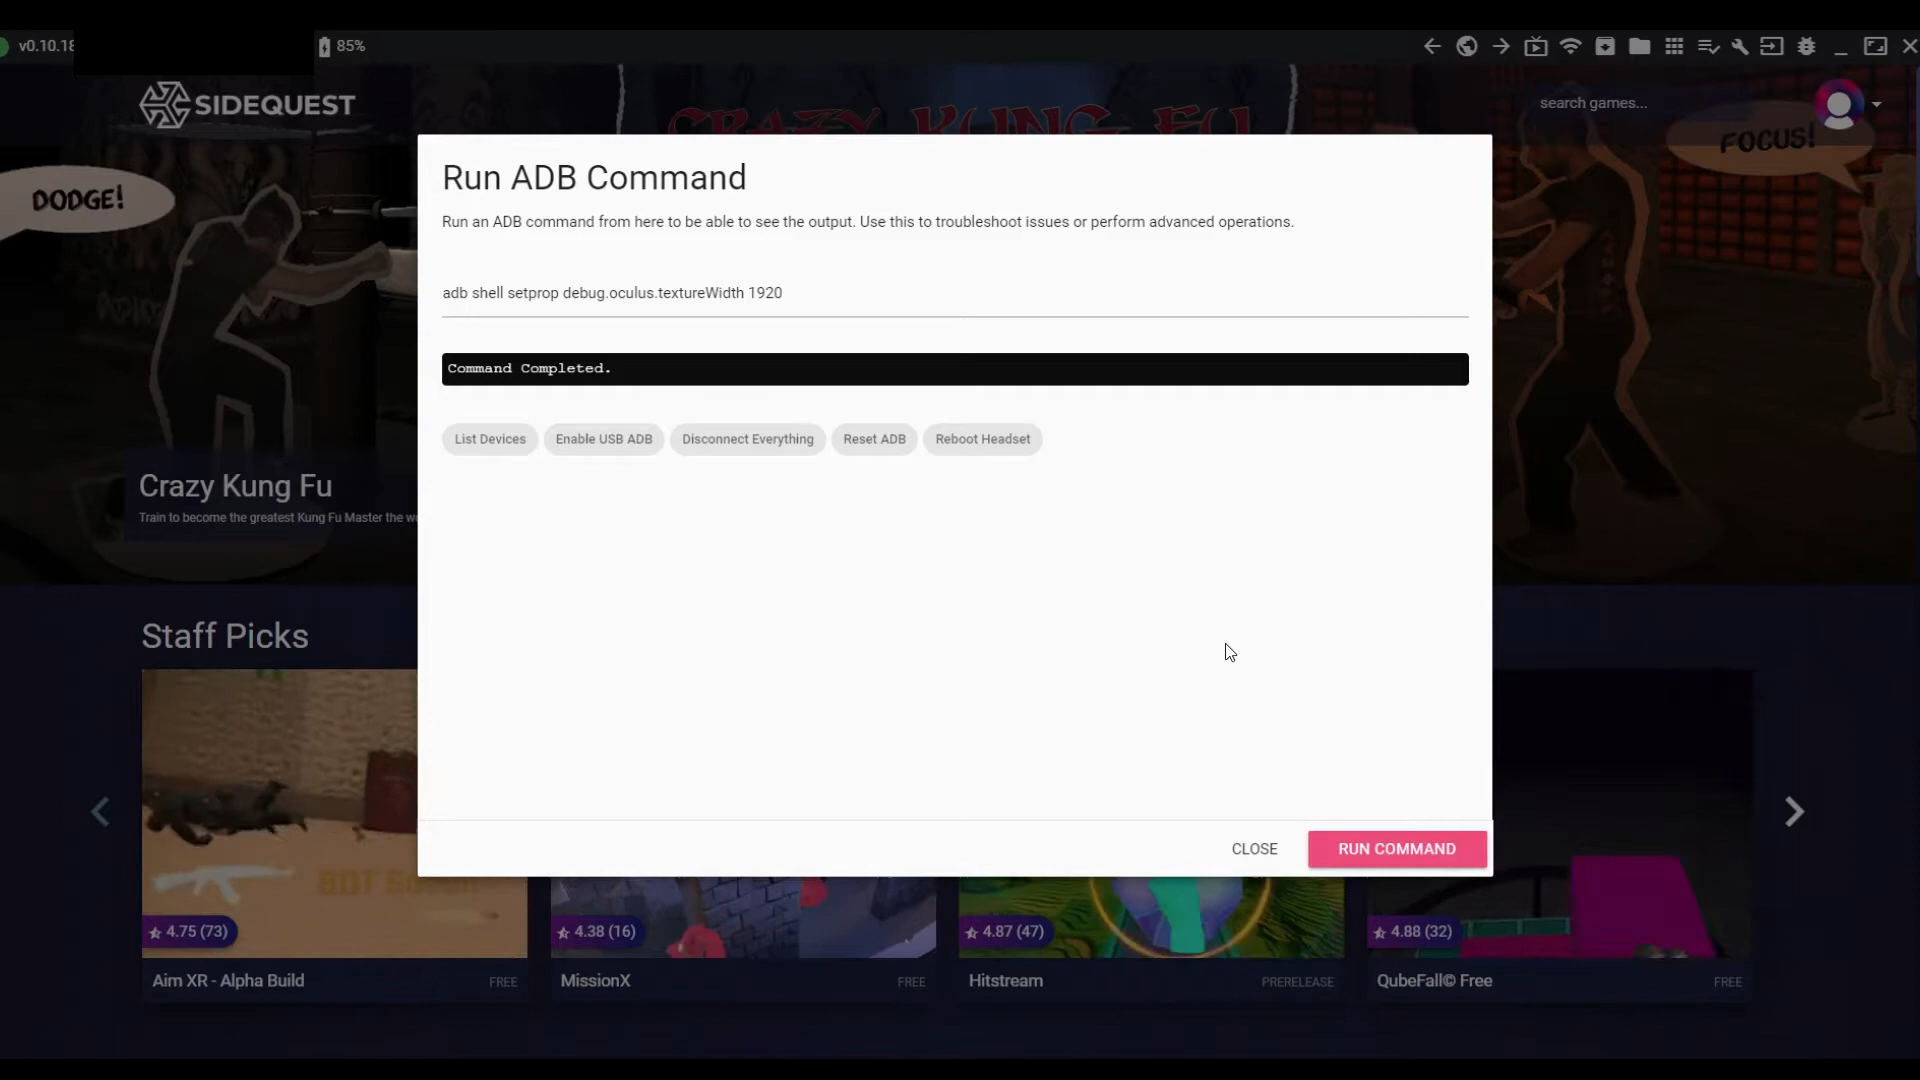 v0.10.18
85%
SIDEQUEST
search games...
CRAZY KUNG FU
DODGE!
FOCUS!
Run ADB Command
Run an ADB command from here to be able to see the output. Use this to troubleshoot issues or perform advanced operations.
adb shell setprop debug.oculus.textureWidth 1920
Command Completed.
List Devices
Enable USB ADB
Disconnect Everything
Reset ADB
Reboot Headset
Crazy Kung Fu
Train to become the greatest Kung Fu Master the
CLOSE
RUN COMMAND
Staff Picks
4.75 (73)
4.38 (16)
4.87 (47)
4.88 (32)
Aim XR - Alpha Build
FREE
MissionX
FREE
Hitstream
PRERELEASE
QubeFall© Free
FREE